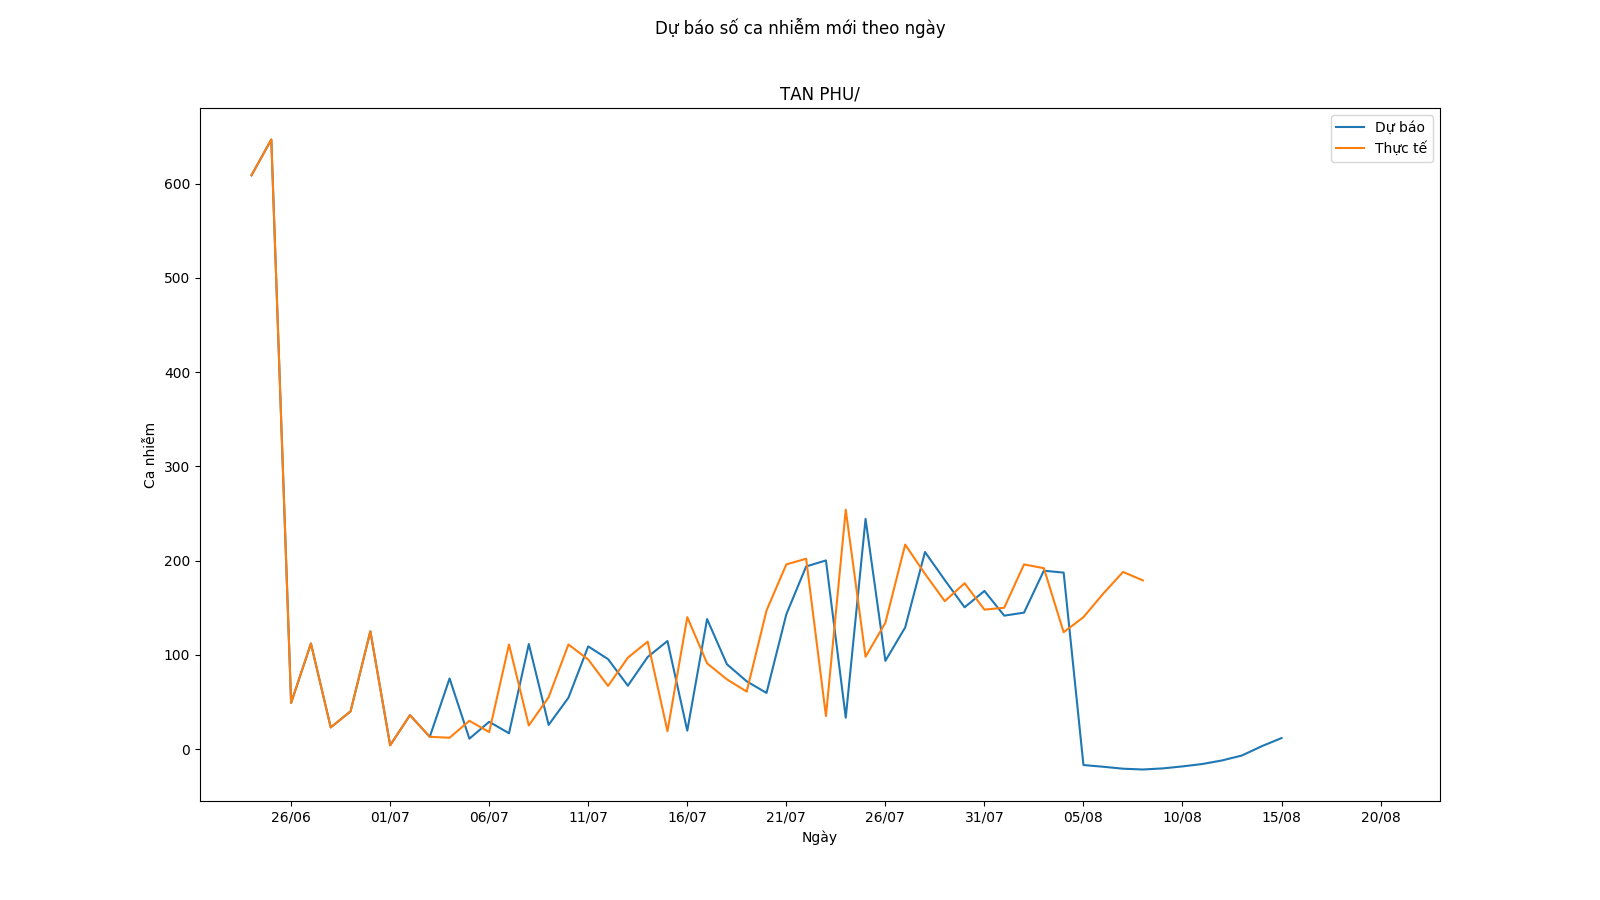 Dự báo số ca nhiễm mới theo ngày
TAN PHU/
Dự báo
Thực tế
600
500
400
300
200
100
0
Ca nhiễm
26/06 01/07 06/07 11/07 16/07 21/07 26/07 31/07 05/08 10/08 15/08 20/08
Ngày